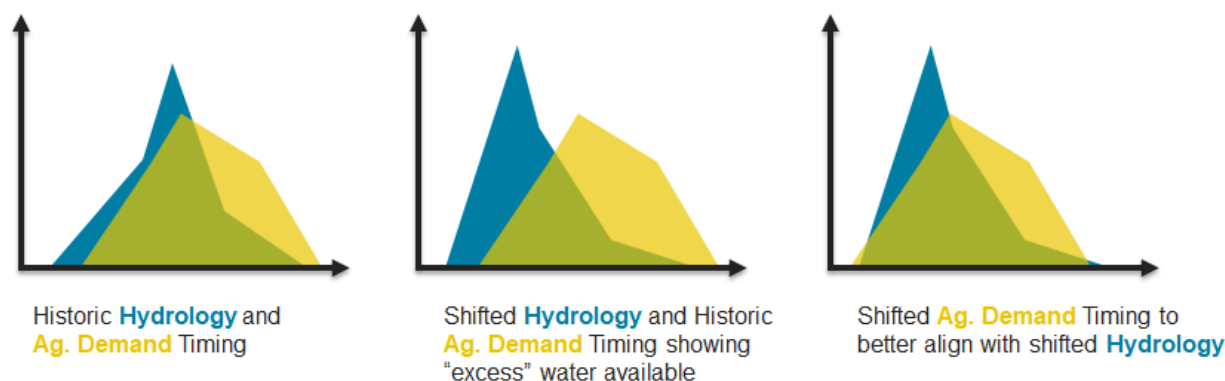 Historic Hydrology and
Ag. Demand Timing
Shifted Hydrology and Historic
Ag. Demand Timing showing
“excess” water available
Shifted Ag. Demand Timing to
better align with shifted Hydrology